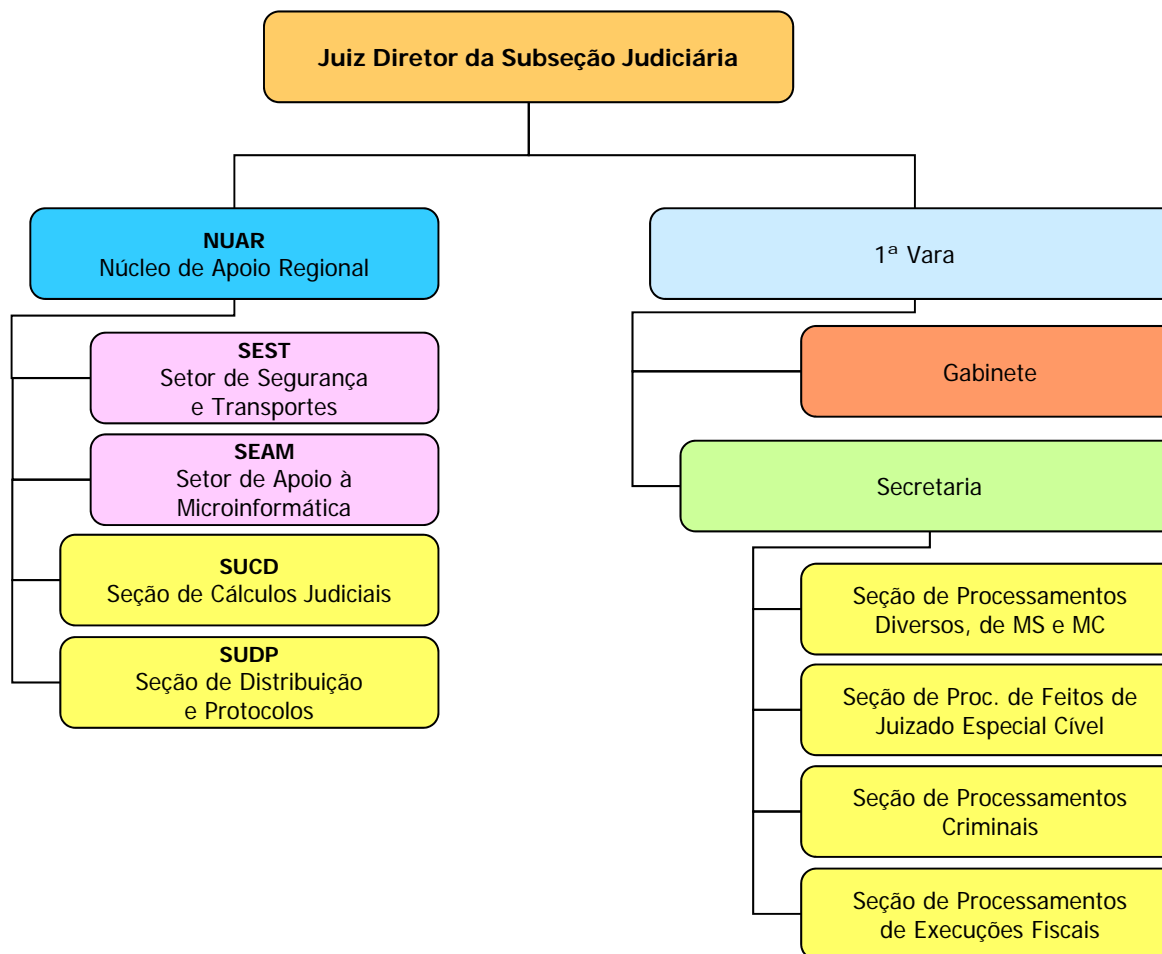 Juiz Diretor da Subseção Judiciária
NUAR
Núcleo de Apoio Regional
SEST
Setor de Segurança
e Transportes
SEAM
Setor de Apoio à
Microinformática
SUCD
Seção de Cálculos Judiciais
SUDP
Seção de Distribuição
e Protocolos
1ª Vara
Gabinete
Secretaria
Seção de Processamentos
Diversos, de MS e MC
Seção de Proc. de Feitos de
Juizado Especial Cível
Seção de Processamentos
Criminais
Seção de Processamentos
de Execuções Fiscais